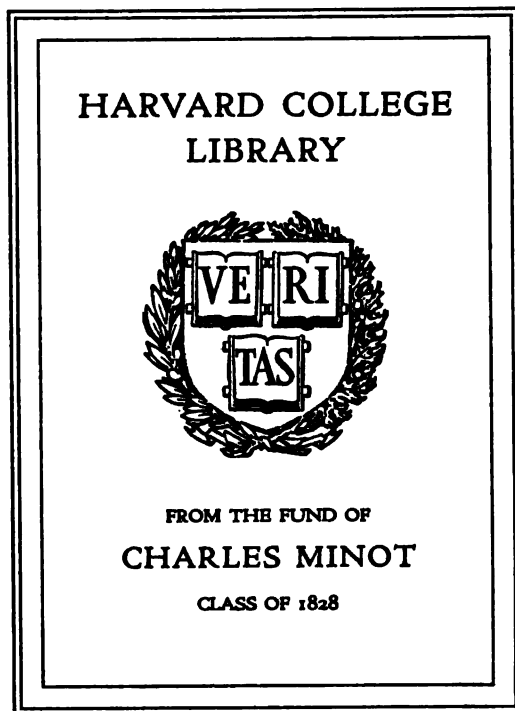 HARVARD COLLEGE
LIBRARY
VE RI
TAS
FROM THE FUND OF
CHARLES MINOT
CLASS OF 1828